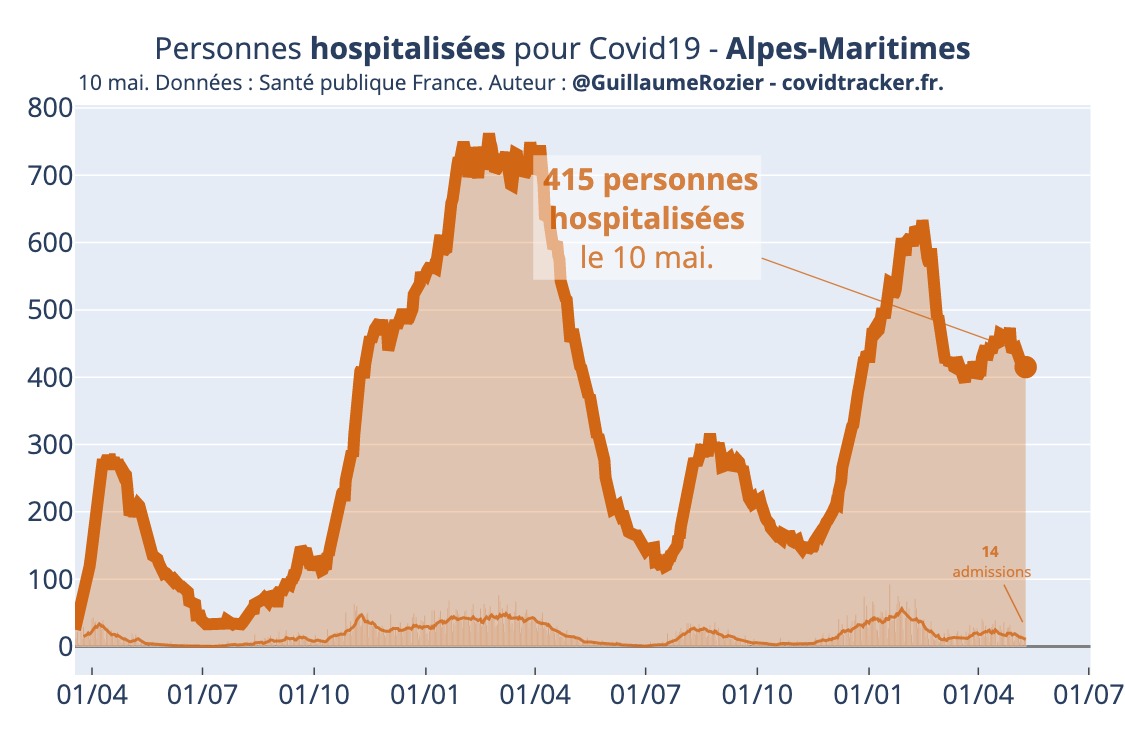 Personnes hospitalisées pour Covid19 - Alpes-Maritimes
10 mai. Données : Santé publique France. Auteur : @GuillaumeRozier - covidtracker.fr.
800
700
600
500
400
300
200
100
0
415 personnes
hospitalisées
le 10 mai.
14
admissions
01/04 01/07 01/10 01/01 01/04 01/07 01/10 01/01 01/04 01/07